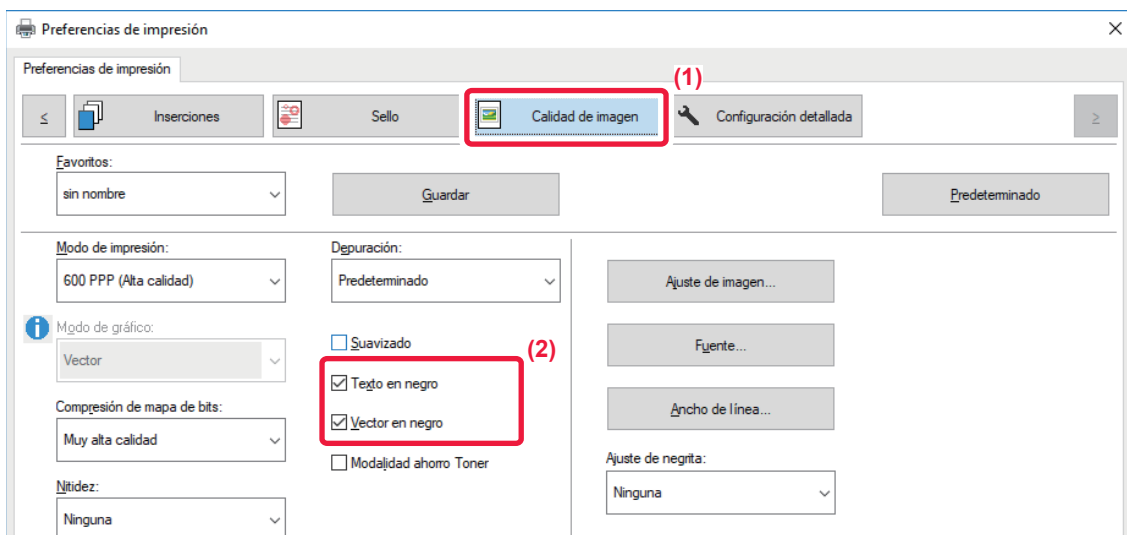 Preferencias de impresión
Preferencias de impresión
(1)
≤ Inserciones Sello Calidad de imagen Configuración detallada ≥
Favoritos:
sin nombre Guardar Predeterminado
Modo de impresión: Depuración:
600 PPP (Alta calidad) Predeterminado Ajuste de imagen...
Modo de gráfico:
Vector Suavizado (2) Fuente...
Texto en negro
Compresión de mapa de bits: Ancho de línea...
Muy alta calidad Vector en negro
Modalidad ahorro Toner Ajuste de negrita:
Nitidez: Ninguna
Ninguna